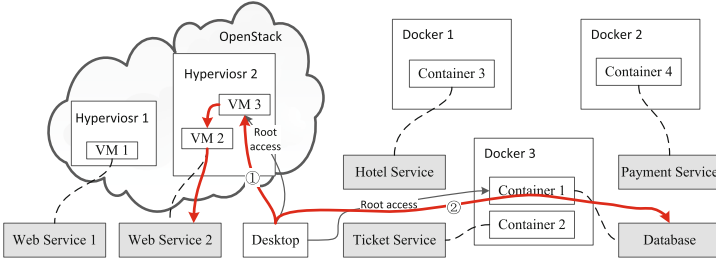 OpenStack
Docker 1
Docker 2
Hyperviosr 2
Container 3
Container 4
VM 3
Hyperviosr 1
Root
access
VM 2
VM 1
Docker 3
①
Hotel Service
Payment Service
Container 1
Root access
②
Container 2
Web Service 1
Web Service 2
Desktop
Ticket Service
Database